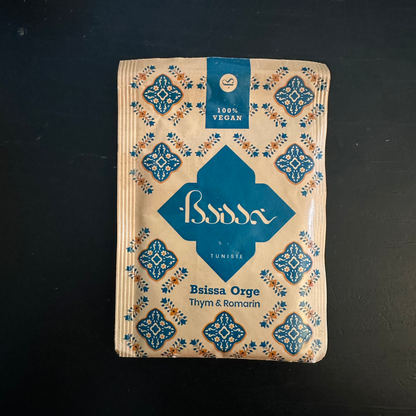 100%
VEGAN
Bsissa
TUNISIE
Bsissa Orge
Thym & Romarin